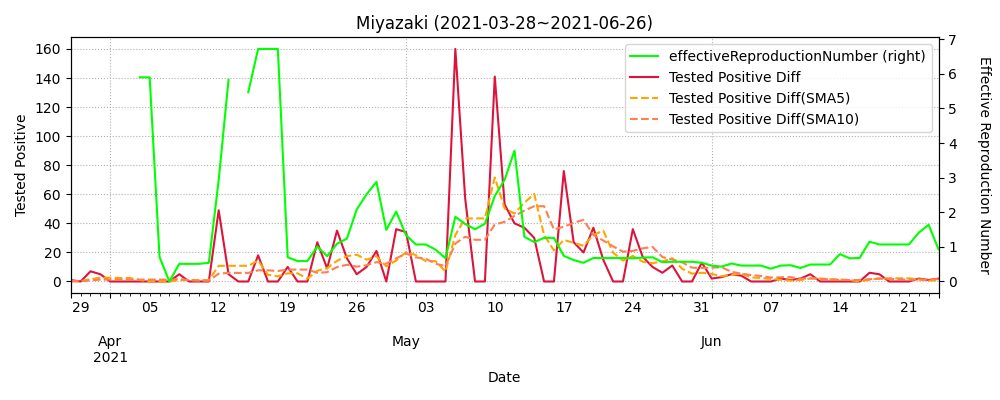 Miyazaki (2021-03-28~2021-06-26)
effectiveReproductionNumber (right)
Tested Positive Diff
Tested Positive Diff(SMA5)
Tested Positive Diff(SMA10)
Tested Positive
160
140
120
100
80
60
40
20
0
7
6
5
4
3
2
1
0
Effective Reproduction Number
29 05 12 19 26 03 10 17 24 31 07 14 21
Apr May Jun
2021
Date